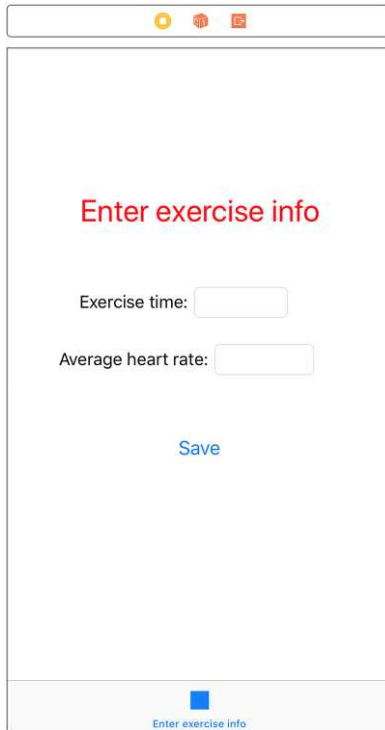 Enter exercise info
Exercise time:
Average heart rate:
Save
Enter exercise info